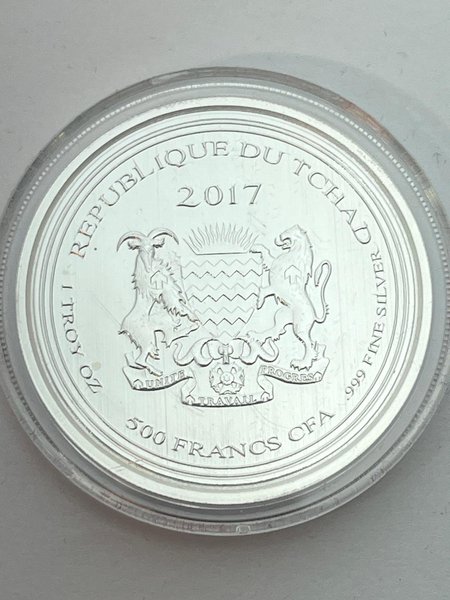 REPUBLIQUE DU TCHAD
2017
1 TROY OZ
.999 FINE SILVER
UNITE
TRAVAIL
PROGRES
500 FRANCS CFA